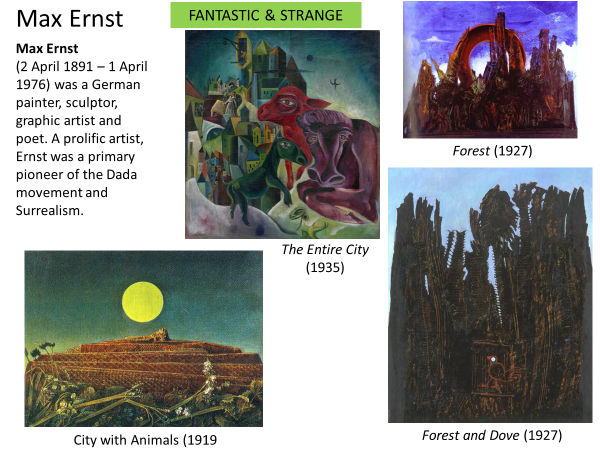 Max Ernst
FANTASTIC & STRANGE
Max Ernst
(2 April 1891 – 1 April
1976) was a German
painter, sculptor,
graphic artist and
poet. A prolific artist,
Ernst was a primary
pioneer of the Dada
movement and
Surrealism.
Forest (1927)
The Entire City
(1935)
City with Animals (1919
Forest and Dove (1927)